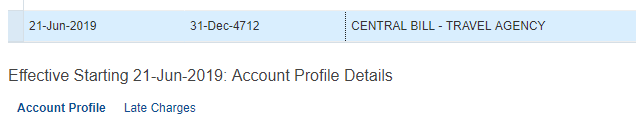 21-Jun-2019 31-Dec-4712 CENTRAL BILL - TRAVEL AGENCY
Effective Starting 21-Jun-2019: Account Profile Details
Account Profile Late Charges